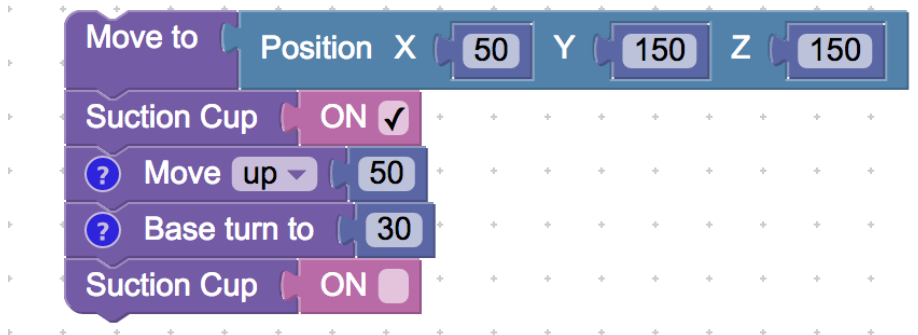 Move to Position X 50 Y 150 Z 150
Suction Cup ON ✓
? Move up 50
? Base turn to 30
Suction Cup ON